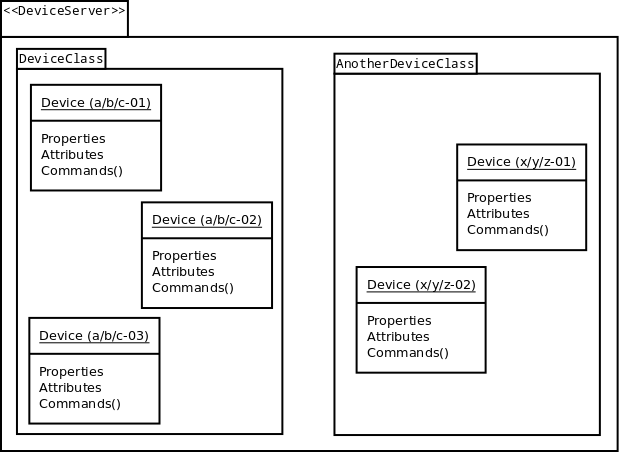 <<DeviceServer>>
DeviceClass
Device (a/b/c-01)
Properties
Attributes
Commands()
Device (a/b/c-02)
Properties
Attributes
Commands()
Device (a/b/c-03)
Properties
Attributes
Commands()
AnotherDeviceClass
Device (x/y/z-01)
Properties
Attributes
Commands()
Device (x/y/z-02)
Properties
Attributes
Commands()